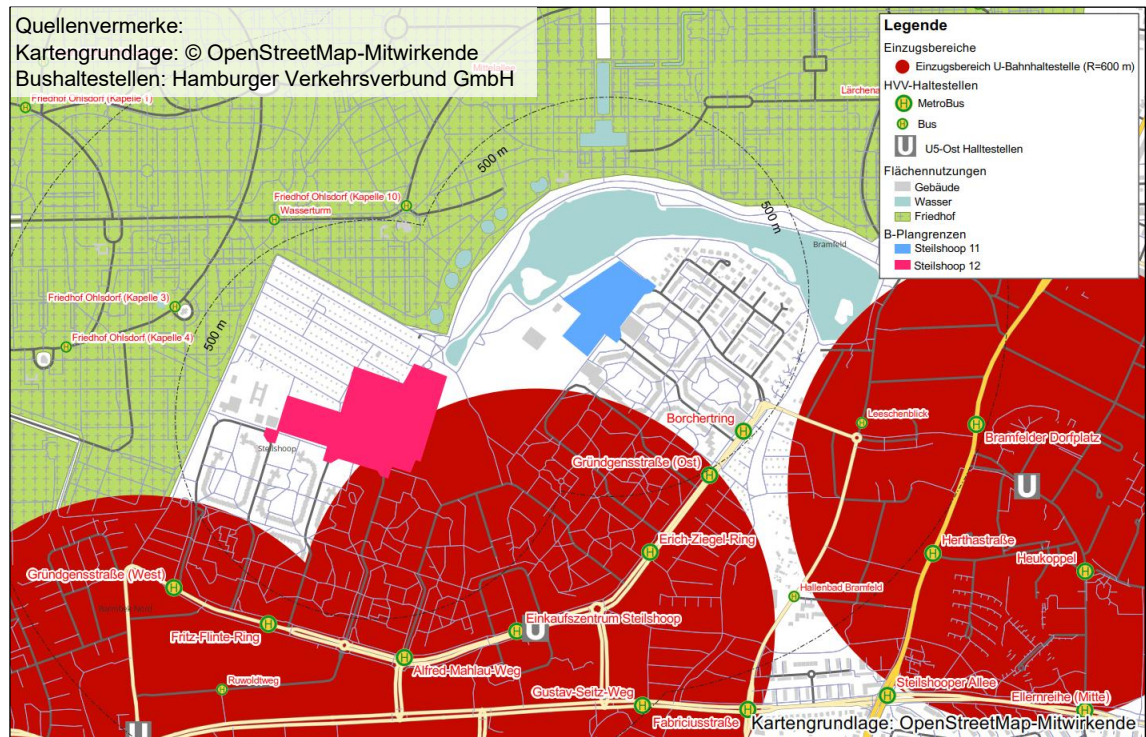 Quellenvermerke:
Kartengrundlage: © OpenStreetMap-Mitwirkende
Bushaltestellen: Hamburger Verkehrsverbund GmbH
Legende
Einzugsbereiche
Einzugsbereich U-Bahnhaltestelle (R=600 m)
HVV-Haltestellen
H MetroBus
H Bus
U U5-Ost Halltestellen
Flächennutzungen
Gebäude
Wasser
Friedhof
B-Plangrenzen
Steilshoop 11
Steilshoop 12
Friedhof Ohlsdorf (Kapelle 1)
500 m
Friedhof Ohlsdorf (Kapelle 10)
Wasserturm
500 m
Bramfeld
Friedhof Ohlsdorf (Kapelle 3)
500 m
Friedhof Ohlsdorf (Kapelle 4)
Steilshoop
Borchertring
Leeschenblick
Bramfelder Dorfplatz
Gründgensstraße (Ost)
U
Erich-Ziegel-Ring
Herthastraße
Heukoppel
Gründgensstraße (West)
Hallenbad Bramfeld
Fritz-Flinte-Ring
Einkaufszentrum Steilshoop
U
Alfred-Mahlau-Weg
Ruwoldtweg
Gustav-Seitz-Weg
Steilshooper Allee
Ellernreihe (Mitte)
Fabriciusstraße
U
Kartengrundlage: OpenStreetMap-Mitwirkende